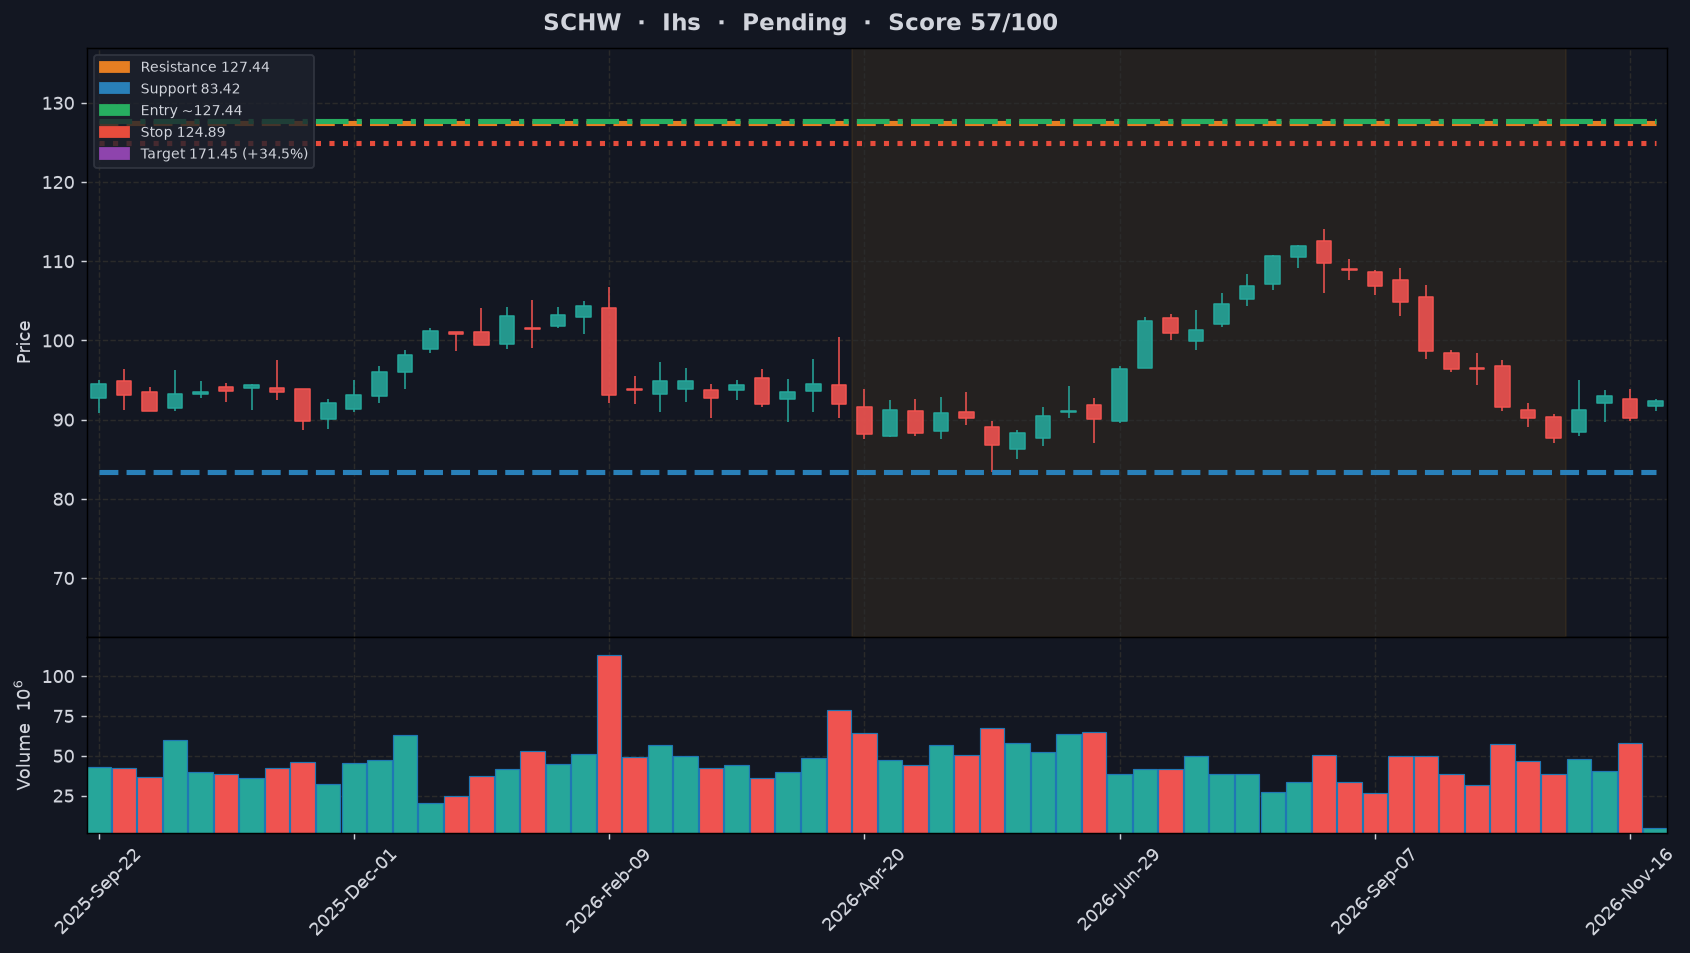 SCHW · Ihs · Pending · Score 57/100
Resistance 127.44
Support 83.42
Entry ~127.44
Stop 124.89
Target 171.45 (+34.5%)
Price
130
120
110
100
90
80
70
Volume 10⁶
100
75
50
25
2025-Sep-22
2025-Dec-01
2026-Feb-09
2026-Apr-20
2026-Jun-29
2026-Sep-07
2026-Nov-16